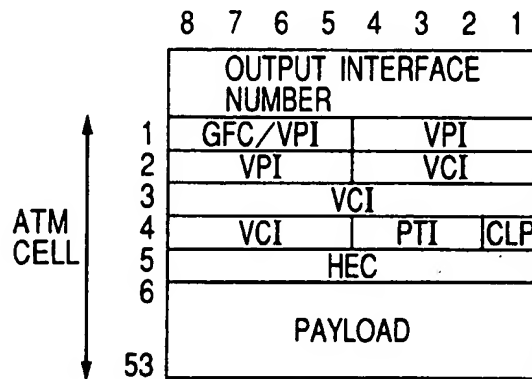 8 7 6 5 4 3 2 1
OUTPUT INTERFACE
NUMBER
1 GFC/VPI VPI
2 VPI VCI
3 VCI
ATM
CELL
4 VCI PTI CLP
5 HEC
6
PAYLOAD
53